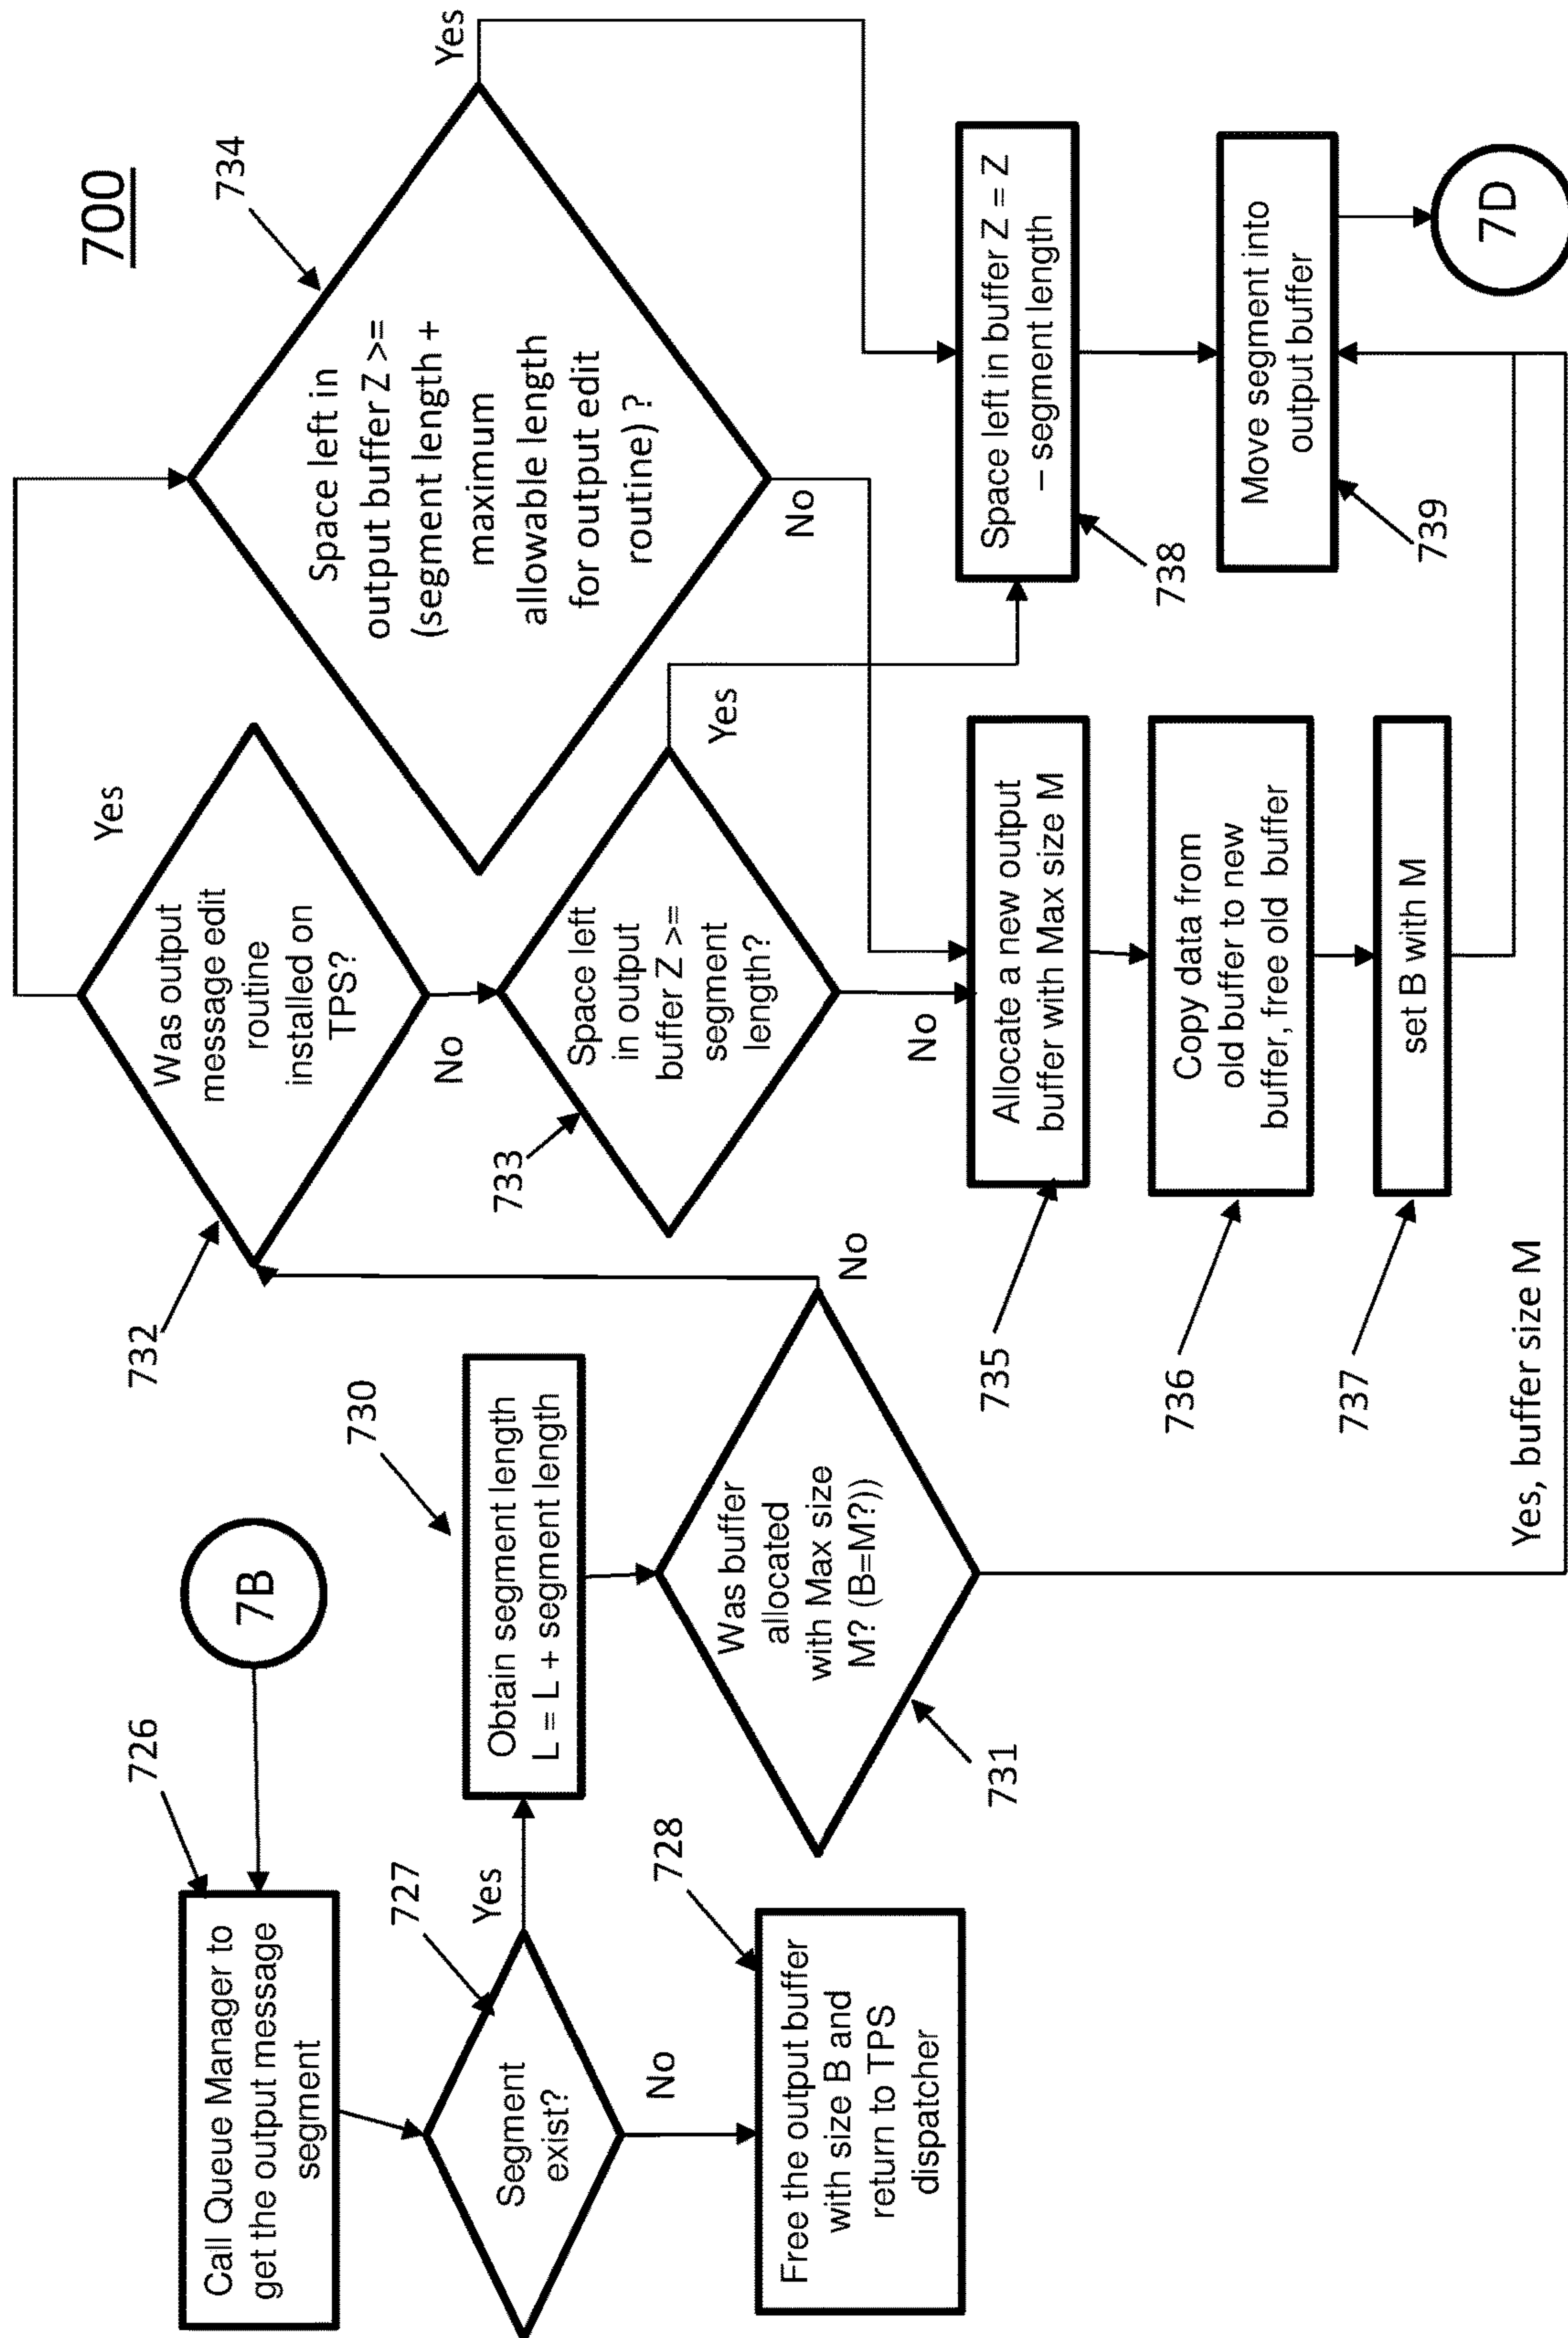 700
7B
726
Call Queue Manager to
get the output message
segment
727
Segment
exist?
Yes
No
728
Free the output buffer
with size B and
return to TPS
dispatcher
730
Obtain segment length
L = L + segment length
731
Was buffer
allocated
with Max size
M? (B=M?))
No
Yes, buffer size M
732
Was output
message edit
routine
installed on
TPS?
Yes
No
733
Space left
in output
buffer Z >=
segment
length?
Yes
No
734
Space left in
output buffer Z >=
(segment length +
maximum
allowable length
for output edit
routine) ?
Yes
No
735
Allocate a new output
buffer with Max size M
736
Copy data from
old buffer to new
buffer, free old buffer
737
set B with M
738
Space left in buffer Z = Z
– segment length
739
Move segment into
output buffer
7D